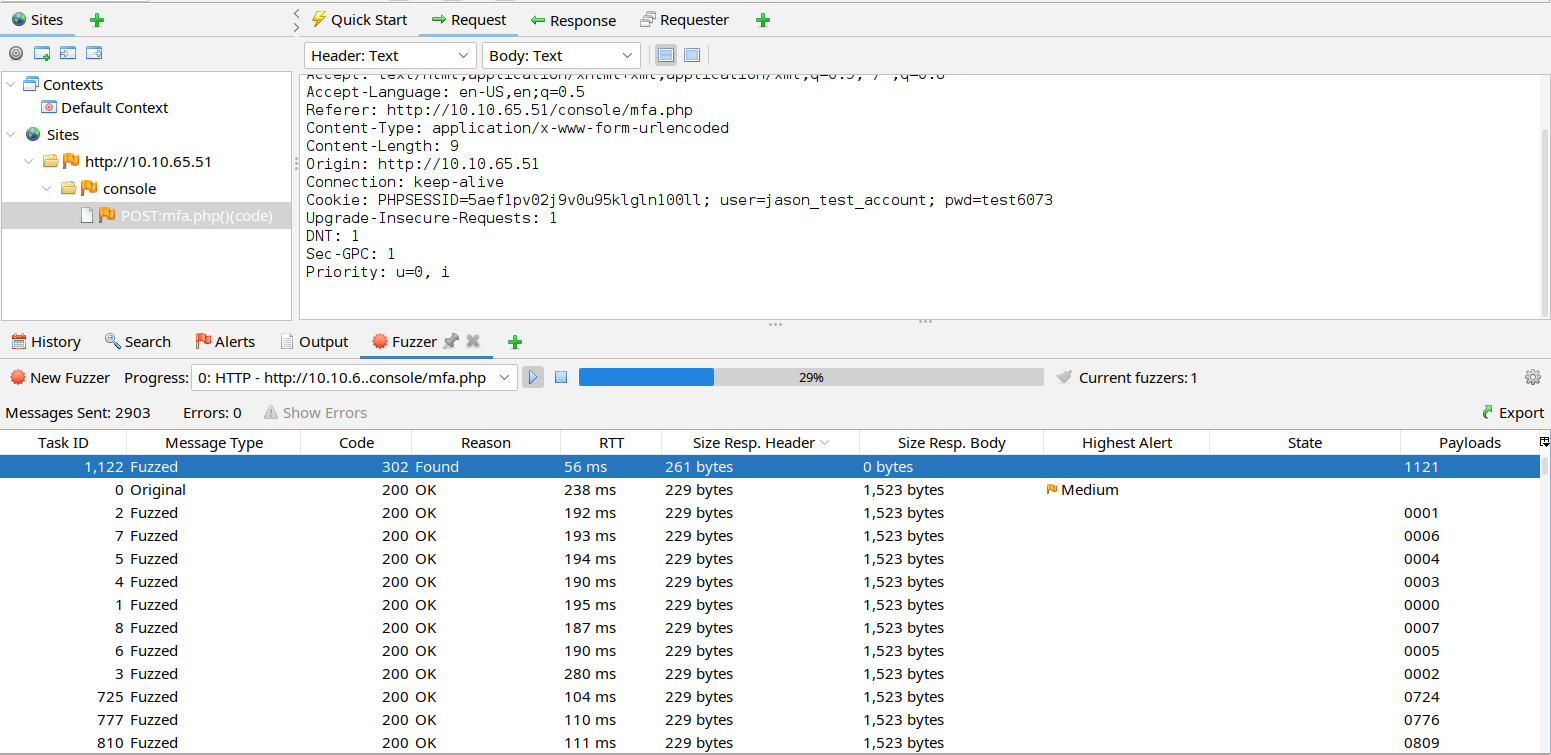 Sites
Quick Start Request Response Requester
Header: Text Body: Text
Contexts
Default Context
Sites
http://10.10.65.51
console
POST:mfa.php()(code)
Accept-Language: en-US,en;q=0.5
Referer: http://10.10.65.51/console/mfa.php
Content-Type: application/x-www-form-urlencoded
Content-Length: 9
Origin: http://10.10.65.51
Connection: keep-alive
Cookie: PHPSESSID=5aef1pv02j9v0u95klgln100ll; user=jason_test_account; pwd=test6073
Upgrade-Insecure-Requests: 1
DNT: 1
Sec-GPC: 1
Priority: u=0, i
History Search Alerts Output Fuzzer
New Fuzzer Progress: 0: HTTP - http://10.10.6..console/mfa.php 29% Current fuzzers: 1
Messages Sent: 2903 Errors: 0 Show Errors Export
Task ID Message Type Code Reason RTT Size Resp. Header Size Resp. Body Highest Alert State Payloads
1,122 Fuzzed 302 Found 56 ms 261 bytes 0 bytes 1121
0 Original 200 OK 238 ms 229 bytes 1,523 bytes Medium
2 Fuzzed 200 OK 192 ms 229 bytes 1,523 bytes 0001
7 Fuzzed 200 OK 193 ms 229 bytes 1,523 bytes 0006
5 Fuzzed 200 OK 194 ms 229 bytes 1,523 bytes 0004
4 Fuzzed 200 OK 190 ms 229 bytes 1,523 bytes 0003
1 Fuzzed 200 OK 195 ms 229 bytes 1,523 bytes 0000
8 Fuzzed 200 OK 187 ms 229 bytes 1,523 bytes 0007
6 Fuzzed 200 OK 190 ms 229 bytes 1,523 bytes 0005
3 Fuzzed 200 OK 280 ms 229 bytes 1,523 bytes 0002
725 Fuzzed 200 OK 104 ms 229 bytes 1,523 bytes 0724
777 Fuzzed 200 OK 110 ms 229 bytes 1,523 bytes 0776
810 Fuzzed 200 OK 111 ms 229 bytes 1,523 bytes 0809